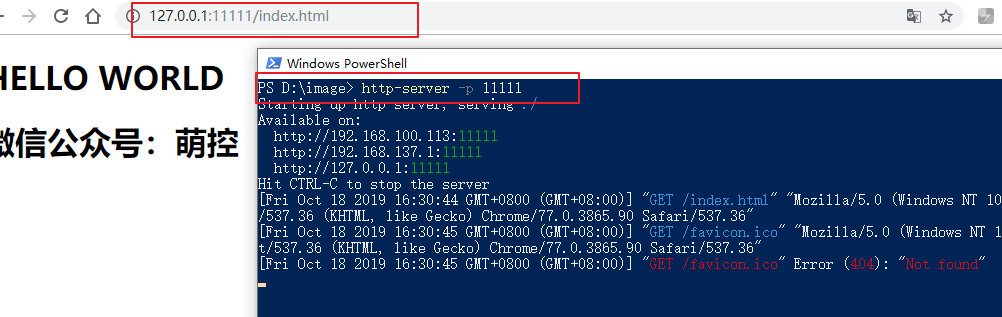 127.0.0.1:11111/index.html
HELLO WORLD
微信公众号：萌控
Windows PowerShell
PS D:\image> http-server -p 11111
Starting up http-server, serving ./
Available on:
http://192.168.100.113:11111
http://192.168.137.1:11111
http://127.0.0.1:11111
Hit CTRL-C to stop the server
[Fri Oct 18 2019 16:30:44 GMT+0800 (GMT+08:00)] "GET /index.html" "Mozilla/5.0 (Windows NT 10
/537.36 (KHTML, like Gecko) Chrome/77.0.3865.90 Safari/537.36"
[Fri Oct 18 2019 16:30:45 GMT+0800 (GMT+08:00)] "GET /favicon.ico" "Mozilla/5.0 (Windows NT 1
t/537.36 (KHTML, like Gecko) Chrome/77.0.3865.90 Safari/537.36"
[Fri Oct 18 2019 16:30:45 GMT+0800 (GMT+08:00)] "GET /favicon.ico" Error (404): "Not found"